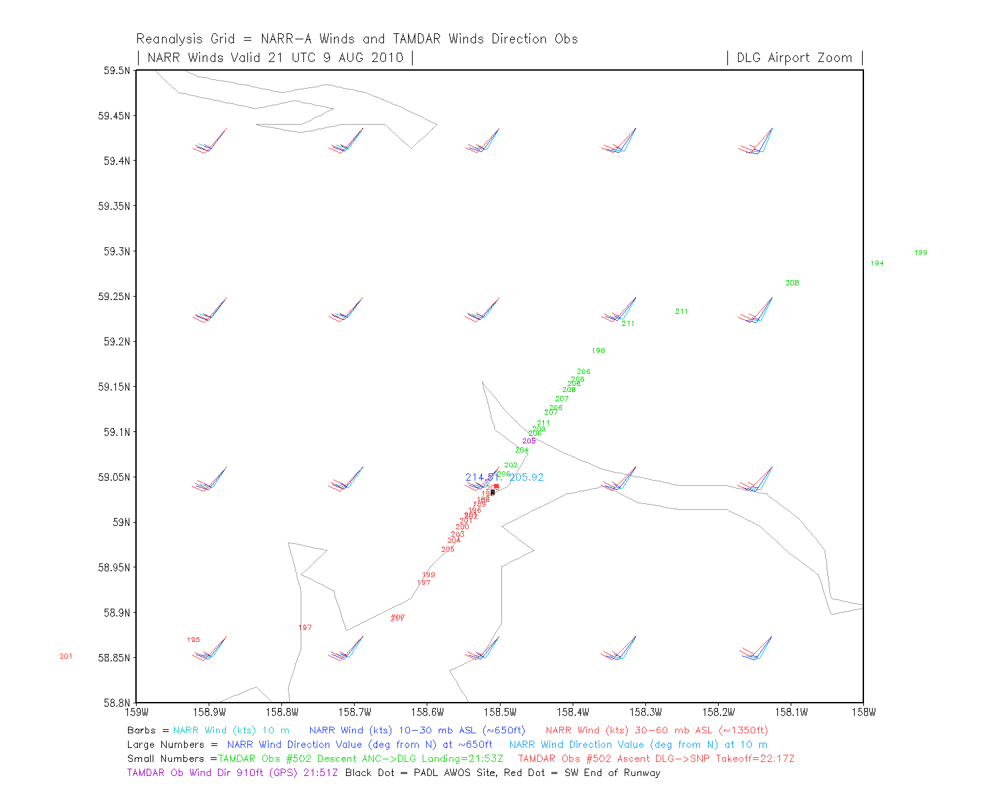 Reanalysis Grid = NARR-A Winds and TAMDAR Winds Direction Obs
| NARR Winds Valid 21 UTC 9 AUG 2010 | | DLG Airport Zoom |
59.5N
59.45N
59.4N
59.35N
59.3N
199
194
208
59.25N
211
211
59.2N
196
206
206
206
59.15N
206
207
206
207
211
209
59.1N
206
205
204
202
206
59.05N
214.51 205.92
59N
201
200
203
204
205
58.95N
199
197
58.9N
207
211
197
195
58.85N
201
58.8N
159W 158.9W 158.8W 158.7W 158.6W 158.5W 158.4W 158.3W 158.2W 158.1W 158W
Barbs = NARR Wind (kts) 10 m NARR Wind (kts) 10-30 mb ASL (~650ft) NARR Wind (kts) 30-60 mb ASL (~1350ft)
Large Numbers = NARR Wind Direction Value (deg from N) at ~650ft NARR Wind Direction Value (deg from N) at 10 m
Small Numbers =TAMDAR Obs #502 Descent ANC->DLG Landing=21:53Z TAMDAR Obs #502 Ascent DLG->SNP Takeoff=22:17Z
TAMDAR Ob Wind Dir 910ft (GPS) 21:51Z Black Dot = PADL AWOS Site, Red Dot = SW End of Runway